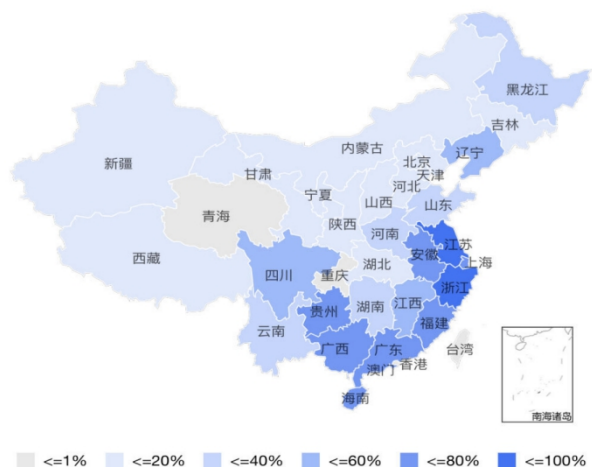 黑龙江
吉林
辽宁
内蒙古
北京
天津
河北
新疆
甘肃
宁夏
山西
山东
青海
陕西
河南
江苏
安徽
上海
西藏
四川
重庆
湖北
浙江
贵州
湖南
江西
福建
云南
广西
广东
台湾
香港
澳门
海南
南海诸岛
<=1% <=20% <=40% <=60% <=80% <=100%